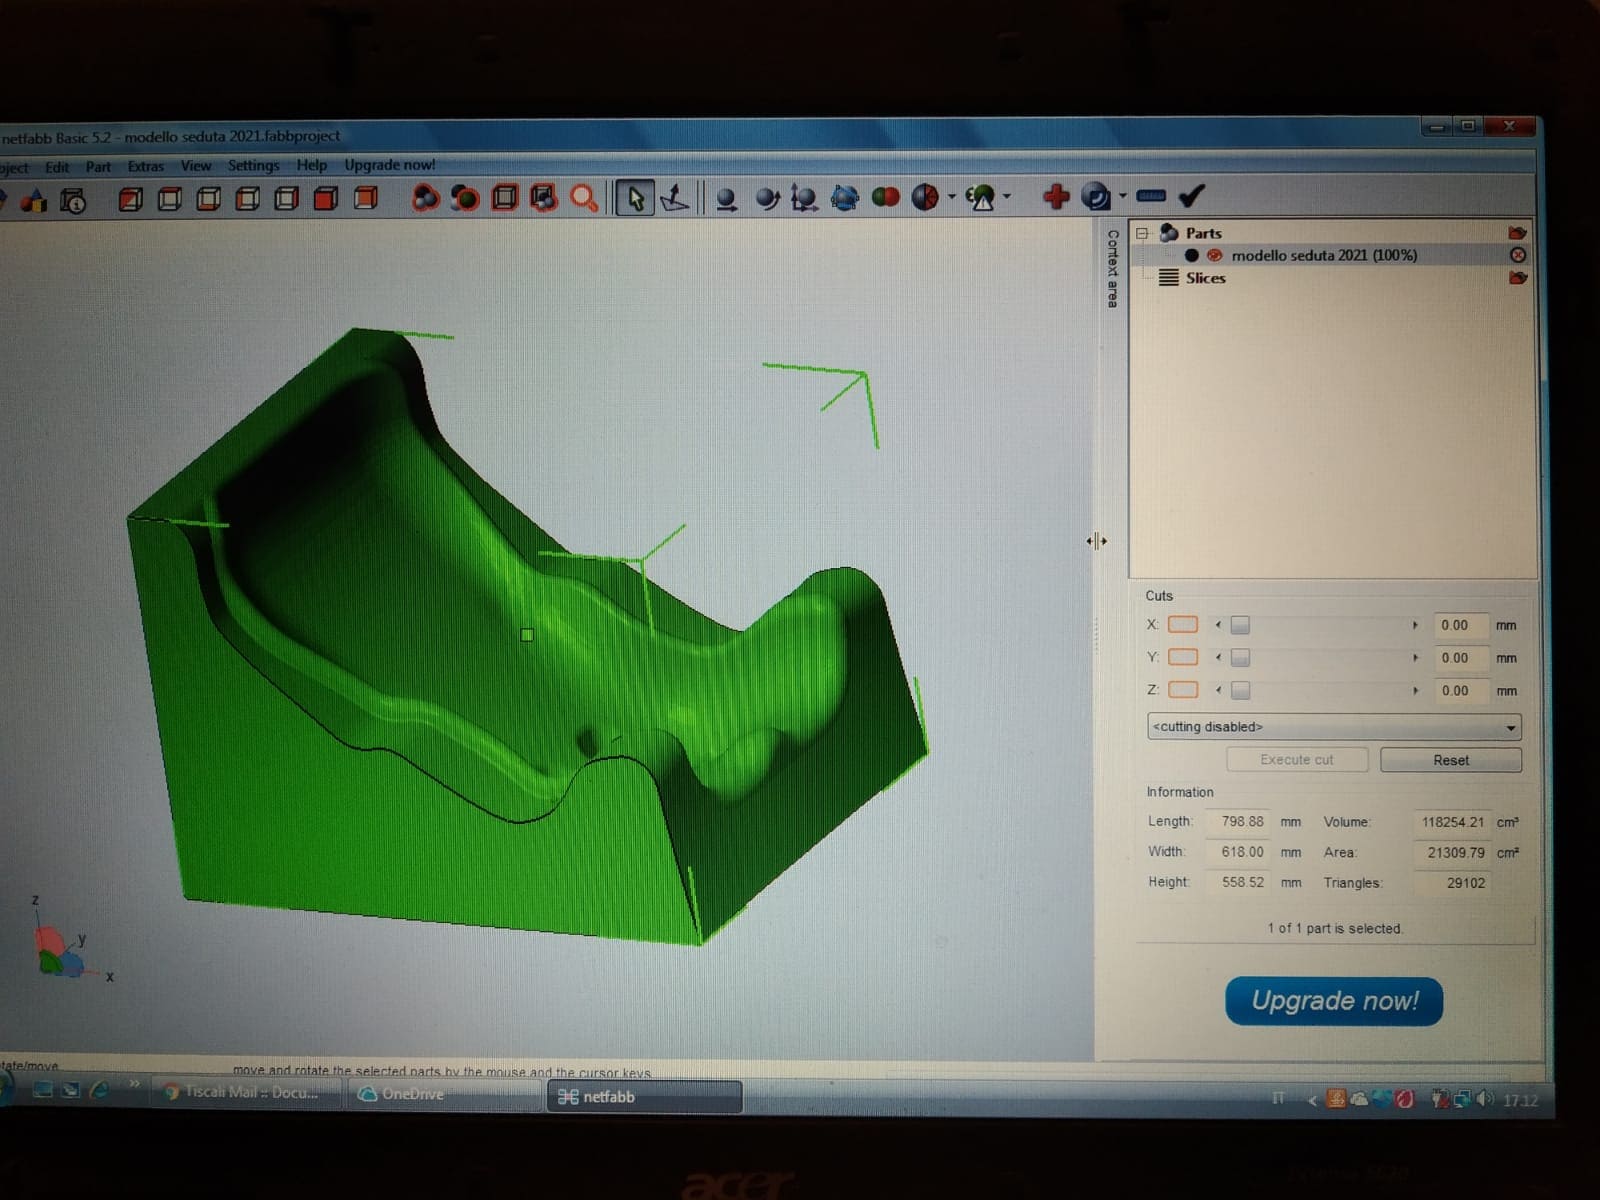 netfabb Basic 5.2 - modello seduta 2021.fabbproject
oject Edit Part Extras View Settings Help Upgrade now!
Context area
Parts
modello seduta 2021 (100%)
Slices
Cuts
X: 0.00 mm
Y: 0.00 mm
Z: 0.00 mm
<cutting disabled>
Execute cut Reset
Information
Length: 798.88 mm Volume: 118254.21 cm³
Width: 618.00 mm Area: 21309.79 cm²
Height: 558.52 mm Triangles: 29102
1 of 1 part is selected.
Upgrade now!
z
y
x
tate/move move and rotate the selected parts by the mouse and the cursor keys
Tiscali Mail :: Docu... OneDrive netfabb IT 17.12
acer